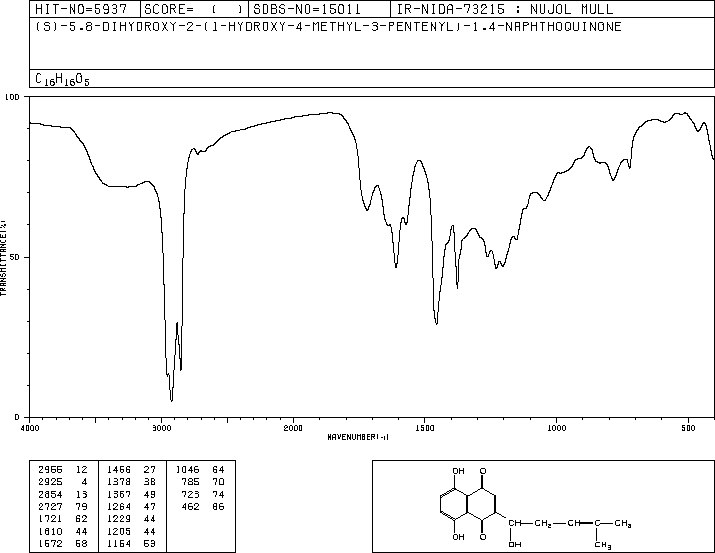 HIT-NO=5937 SCORE= ( ) SDBS-NO=15011 IR-NIDA-73215 : NUJOL MULL
(S)-5,8-DIHYDROXY-2-(1-HYDROXY-4-METHYL-3-PENTENYL)-1,4-NAPHTHOQUINONE
C16H16O5
100
50
0
TRANSMITTANCE(%)
4000 3000 2000 1500 1000 500
WAVENUMBER(-1)
2956 12 1456 27 1046 64
2925 4 1378 38 785 70
2854 13 1367 49 723 74
2727 79 1264 47 462 86
1721 62 1229 44
1610 44 1205 44
1572 58 1154 53
OH O
OH O
CH CH2 CH C CH3
OH CH3